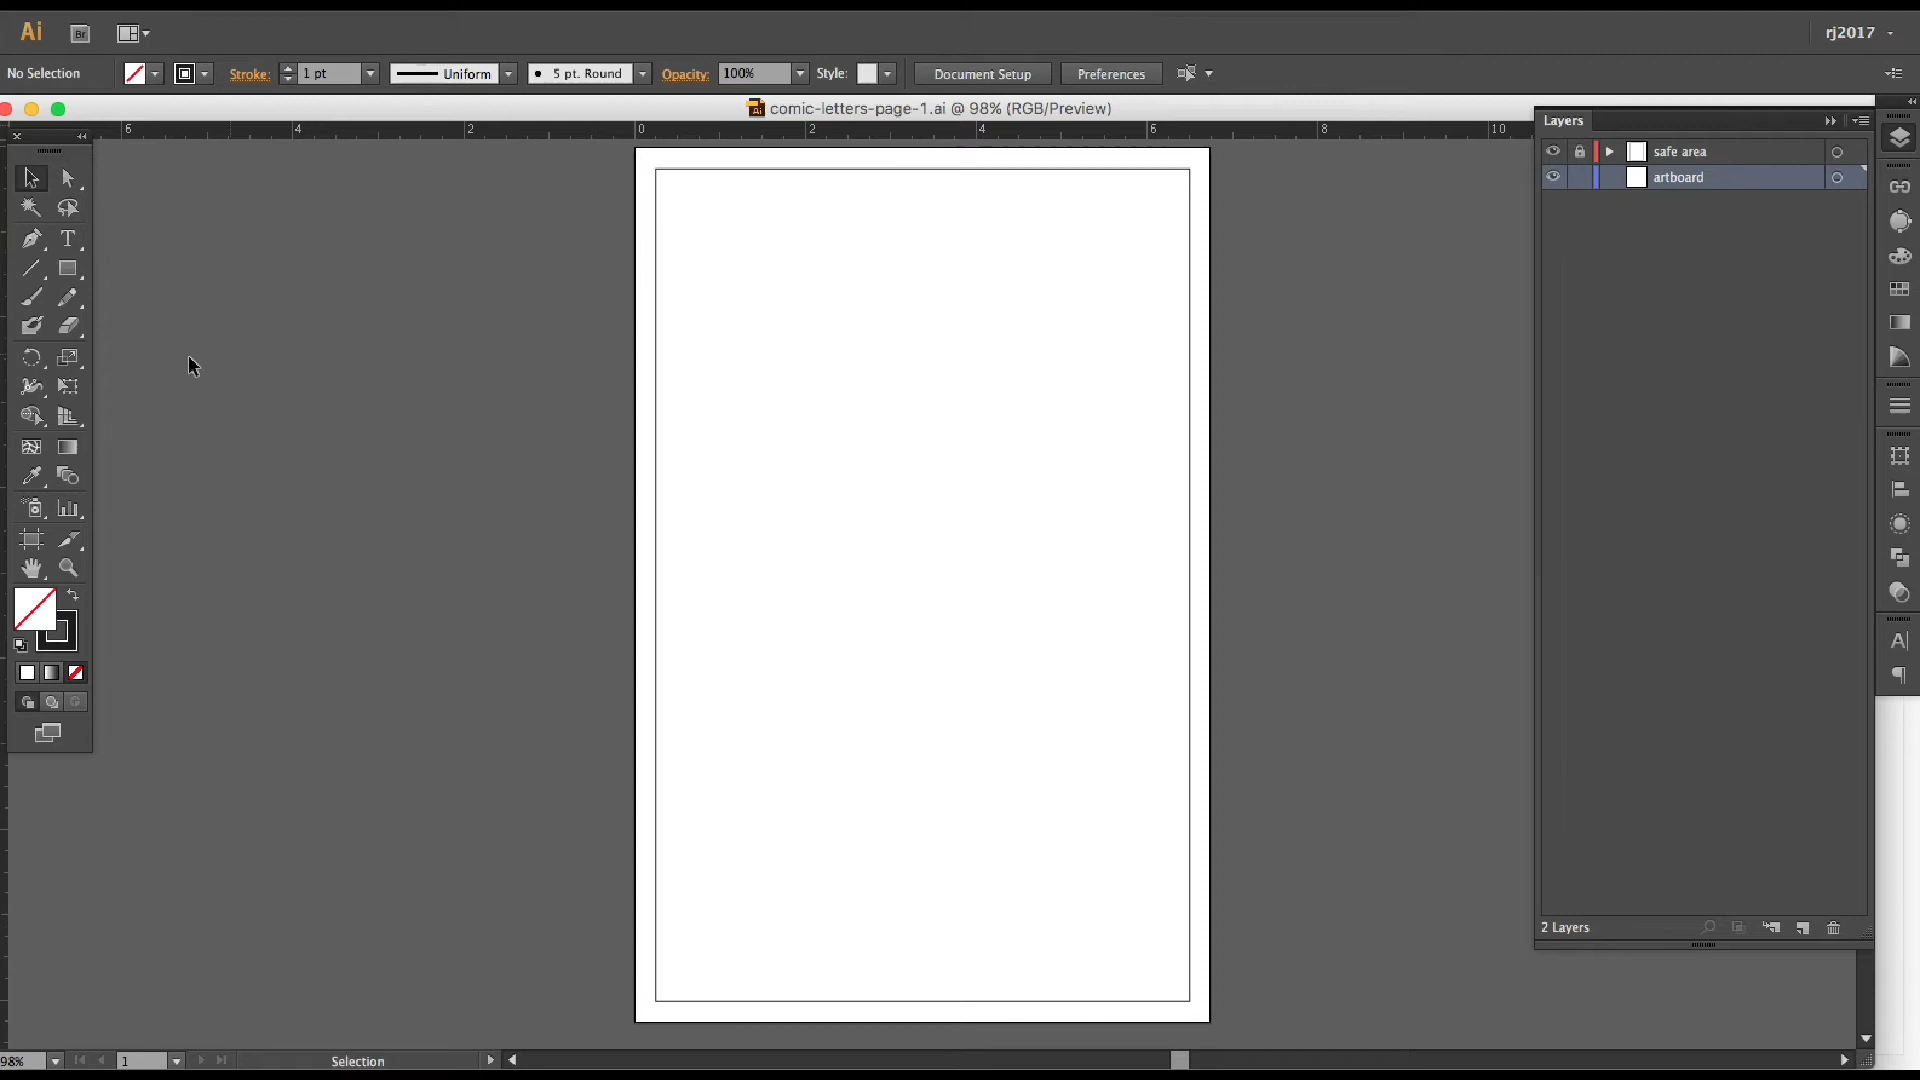 Ai Br rj2017
No Selection Stroke: 1 pt Uniform 5 pt. Round Opacity: 100% Style: Document Setup Preferences
comic-letters-page-1.ai @ 98% (RGB/Preview)
6 4 2 0 2 4 6 8 10
Layers
safe area
artboard
T
A
2 Layers
98% 1 Selection